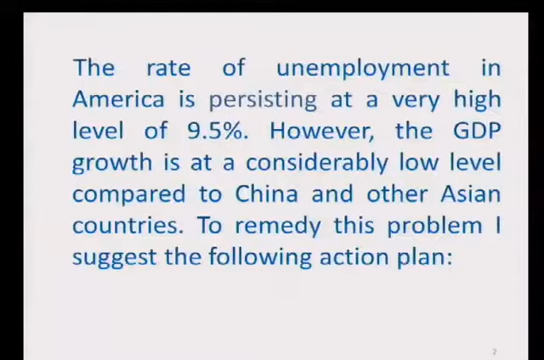 The rate of unemployment in
America is persisting at a very high
level of 9.5%. However, the GDP
growth is at a considerably low level
compared to China and other Asian
countries. To remedy this problem I
suggest the following action plan:
2